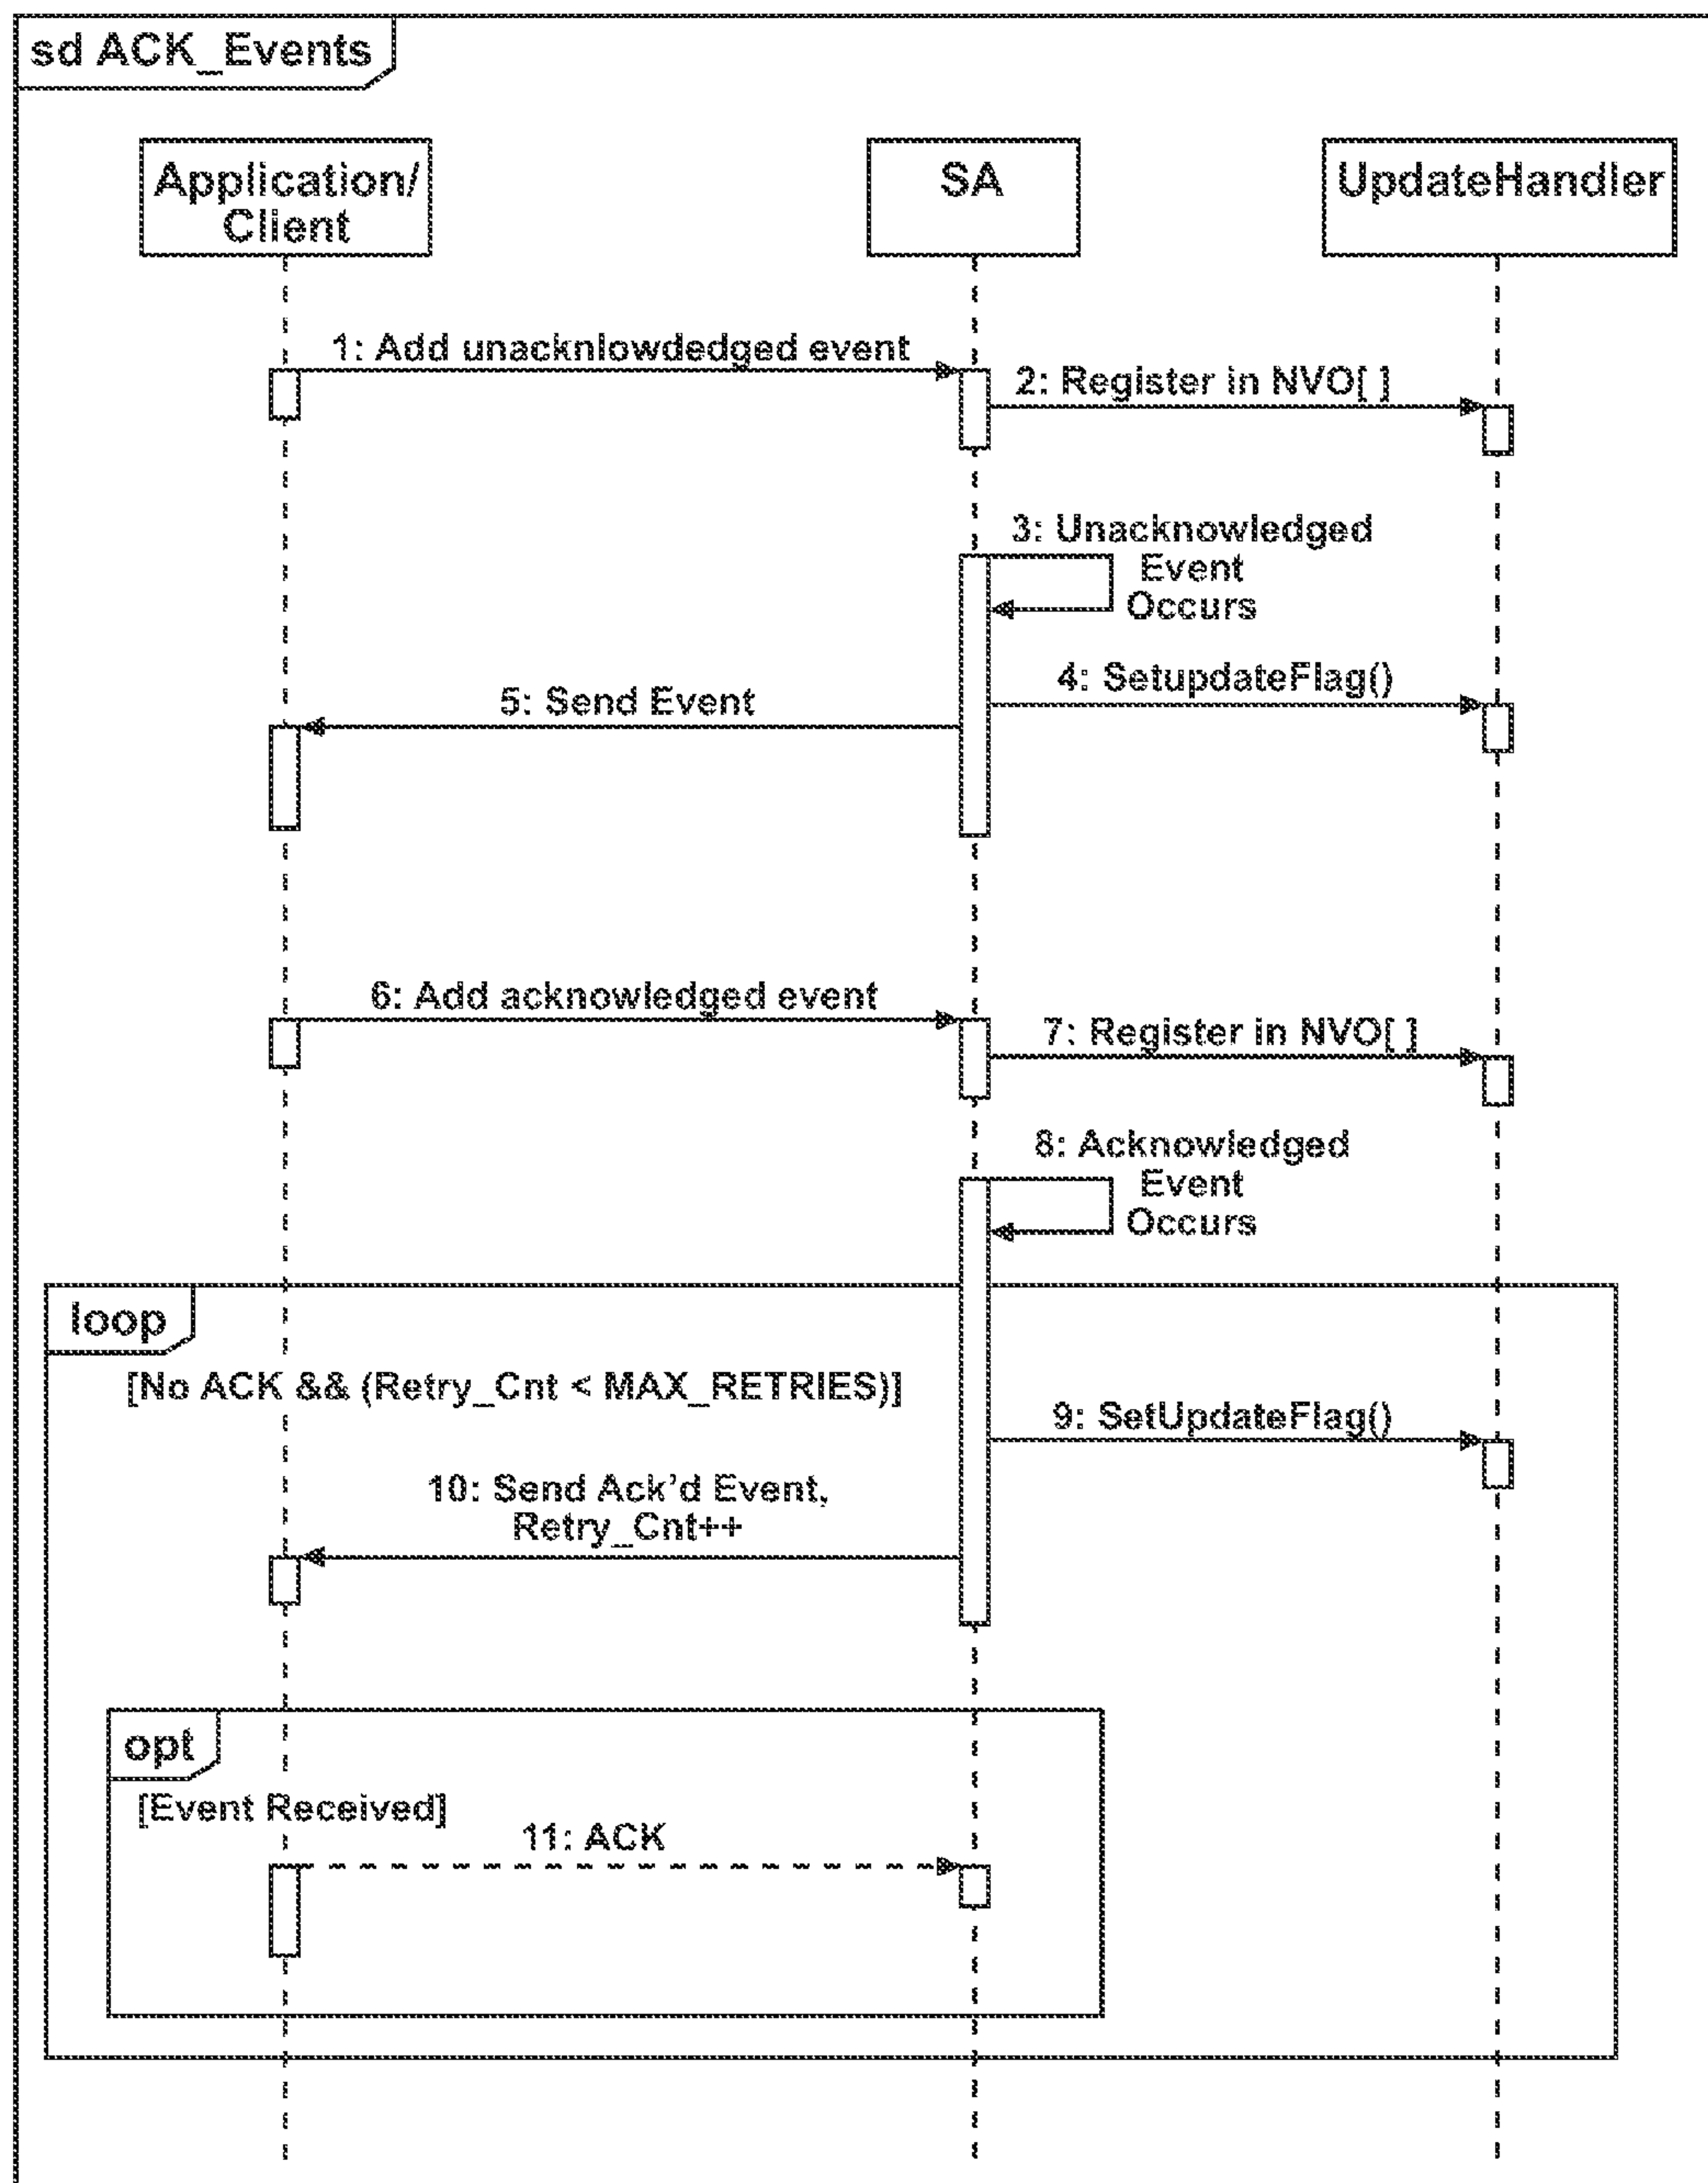 sd ACK_Events
Application/
Client
SA
UpdateHandler
1: Add unacknlowdedged event
2: Register in NVO[ ]
3: Unacknowledged
Event
Occurs
4: SetupdateFlag()
5: Send Event
6: Add acknowledged event
7: Register in NVO[ ]
8: Acknowledged
Event
Occurs
loop
[No ACK && (Retry_Cnt < MAX_RETRIES)]
9: SetUpdateFlag()
10: Send Ack’d Event,
Retry_Cnt++
opt
[Event Received]
11: ACK